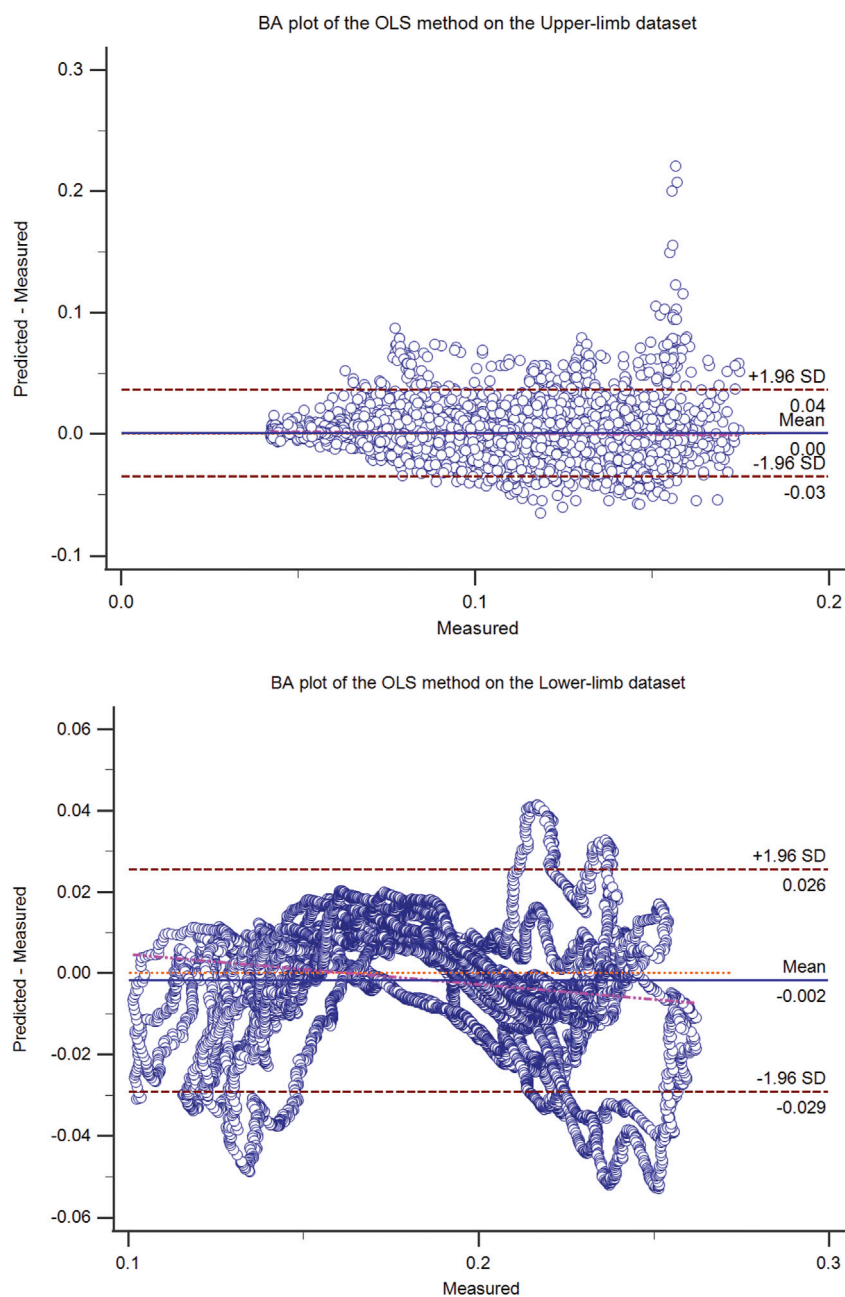 BA plot of the OLS method on the Upper-limb dataset
0.3
0.2
0.1
0.0
-0.1
Predicted - Measured
+1.96 SD
0.04
Mean
0.00
-1.96 SD
-0.03
0.0
0.1
0.2
Measured
BA plot of the OLS method on the Lower-limb dataset
0.06
0.04
0.02
0.00
-0.02
-0.04
-0.06
Predicted - Measured
+1.96 SD
0.026
Mean
-0.002
-1.96 SD
-0.029
0.1
0.2
0.3
Measured